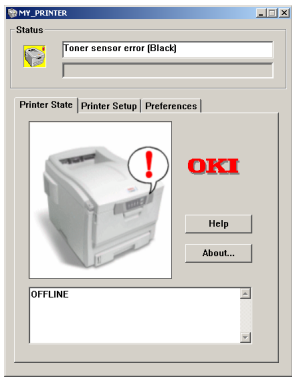 MY_PRINTER
Status
Toner sensor error (Black)
Printer State Printer Setup Preferences
!
OKI
Help
About...
OFFLINE